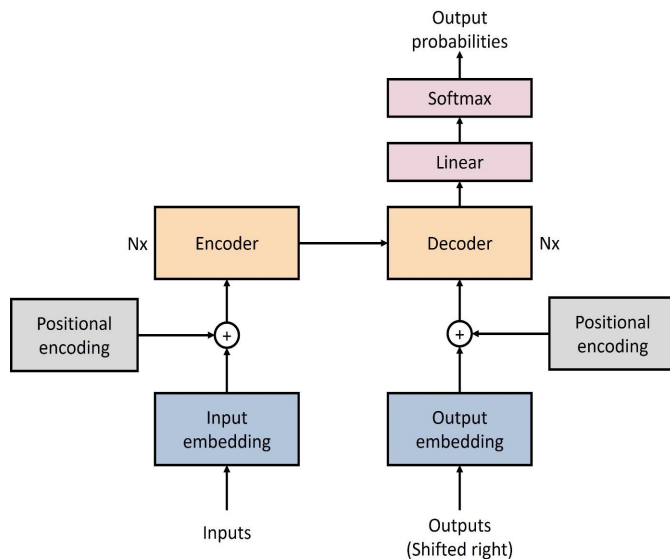 Output
probabilities
Softmax
Linear
Nx
Encoder
Decoder
Nx
Positional
encoding
+
+
Positional
encoding
Input
embedding
Output
embedding
Inputs
Outputs
(Shifted right)